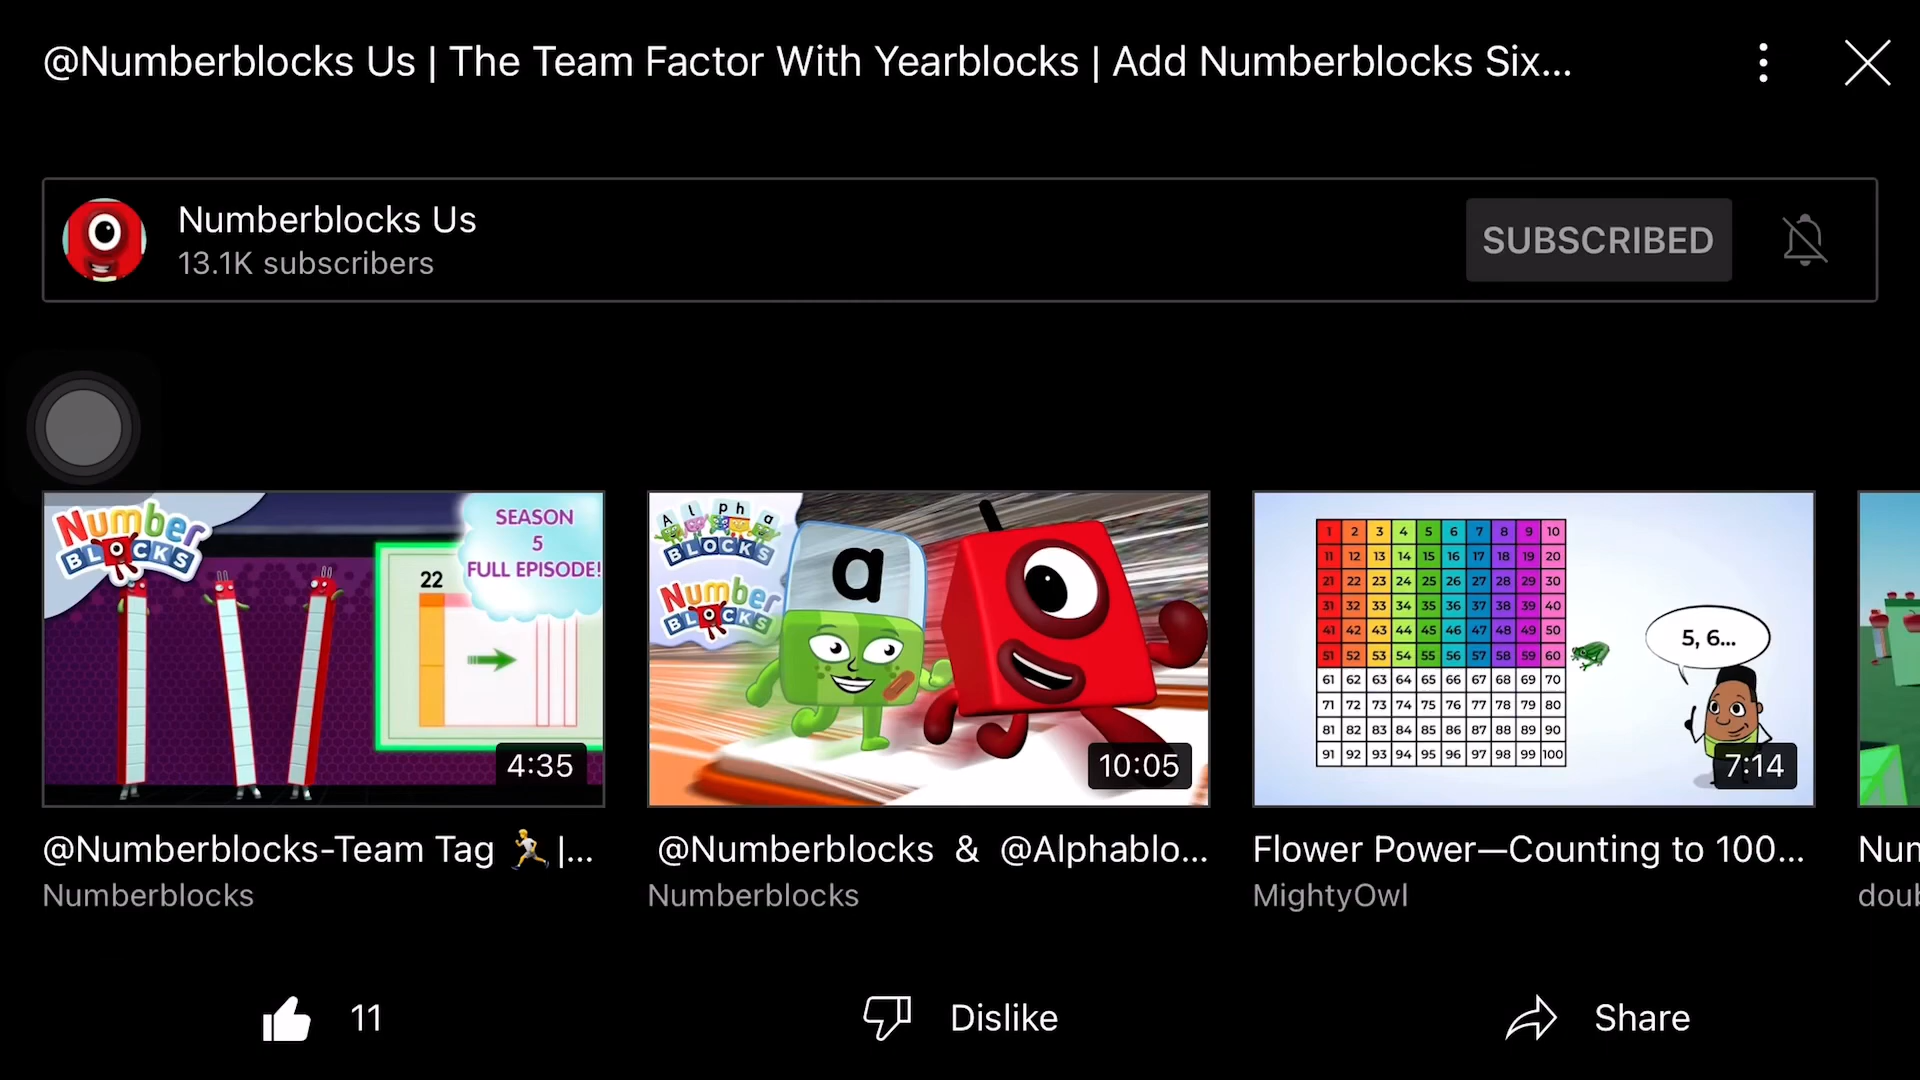 @Numberblocks Us | The Team Factor With Yearblocks | Add Numberblocks Six...
Numberblocks Us
13.1K subscribers
SUBSCRIBED
Number
BLOCKS
SEASON
5
FULL EPISODE!
22
4:35
Alpha
BLOCKS
Number
BLOCKS
a
10:05
1 2 3 4 5 6 7 8 9 10
11 12 13 14 15 16 17 18 19 20
21 22 23 24 25 26 27 28 29 30
31 32 33 34 35 36 37 38 39 40
41 42 43 44 45 46 47 48 49 50
51 52 53 54 55 56 57 58 59 60
61 62 63 64 65 66 67 68 69 70
71 72 73 74 75 76 77 78 79 80
81 82 83 84 85 86 87 88 89 90
91 92 93 94 95 96 97 98 99 100
5, 6...
7:14
@Numberblocks-Team Tag 🏃 |...
Numberblocks
@Numberblocks & @Alphablo...
Numberblocks
Flower Power—Counting to 100...
MightyOwl
Num
doub
11
Dislike
Share